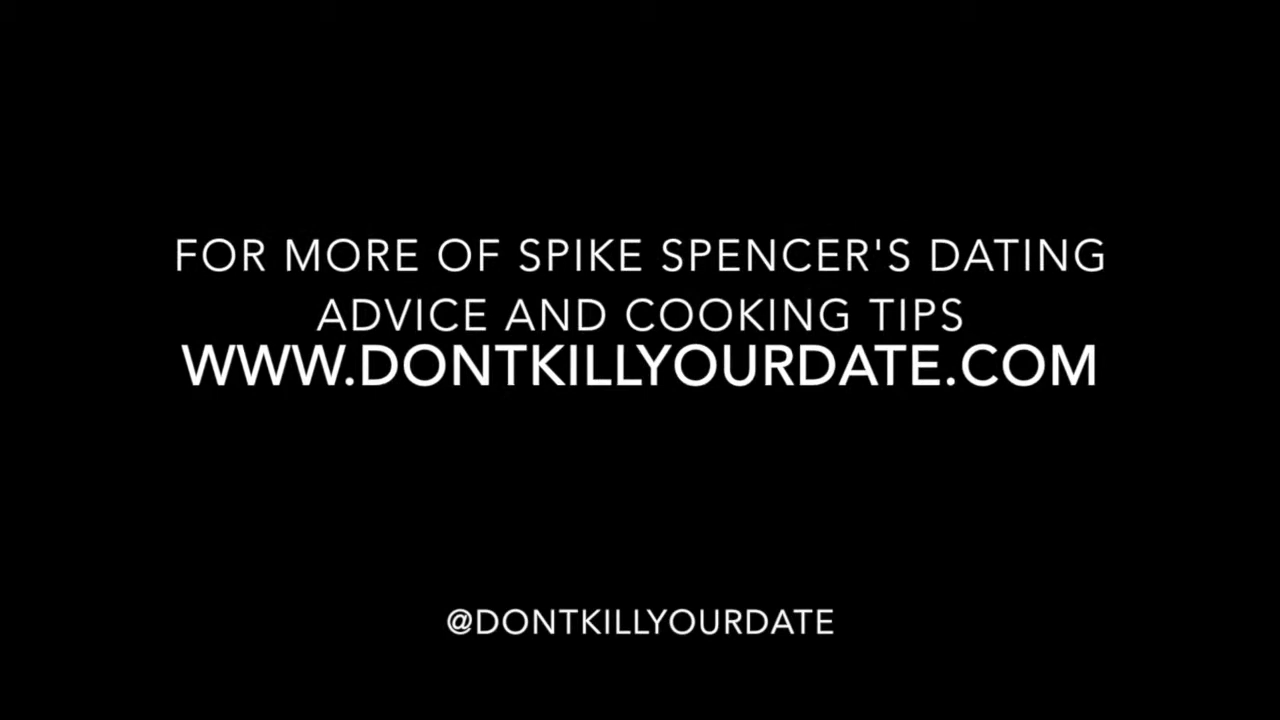 FOR MORE OF SPIKE SPENCER'S DATING
ADVICE AND COOKING TIPS
WWW.DONTKILLYOURDATE.COM
@DONTKILLYOURDATE